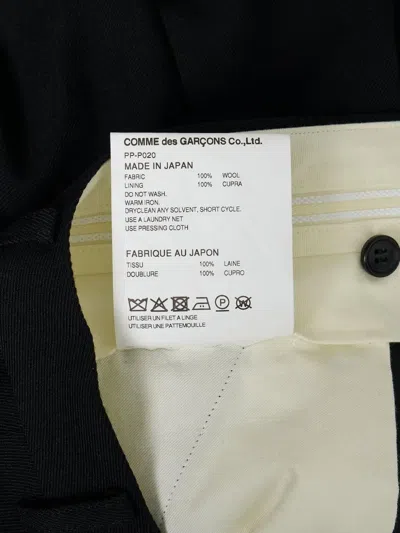 COMME des GARÇONS Co.,Ltd.
PP-P020
MADE IN JAPAN
FABRIC 100% WOOL
LINING 100% CUPRA
DO NOT WASH.
WARM IRON.
DRYCLEAN ANY SOLVENT, SHORT CYCLE.
USE A LAUNDRY NET
USE PRESSING CLOTH
FABRIQUE AU JAPON
TISSU 100% LAINE
DOUBLURE 100% CUPRO
P
UTILISER UN FILET A LINGE
UTILISER UNE PATTEMOUILLE